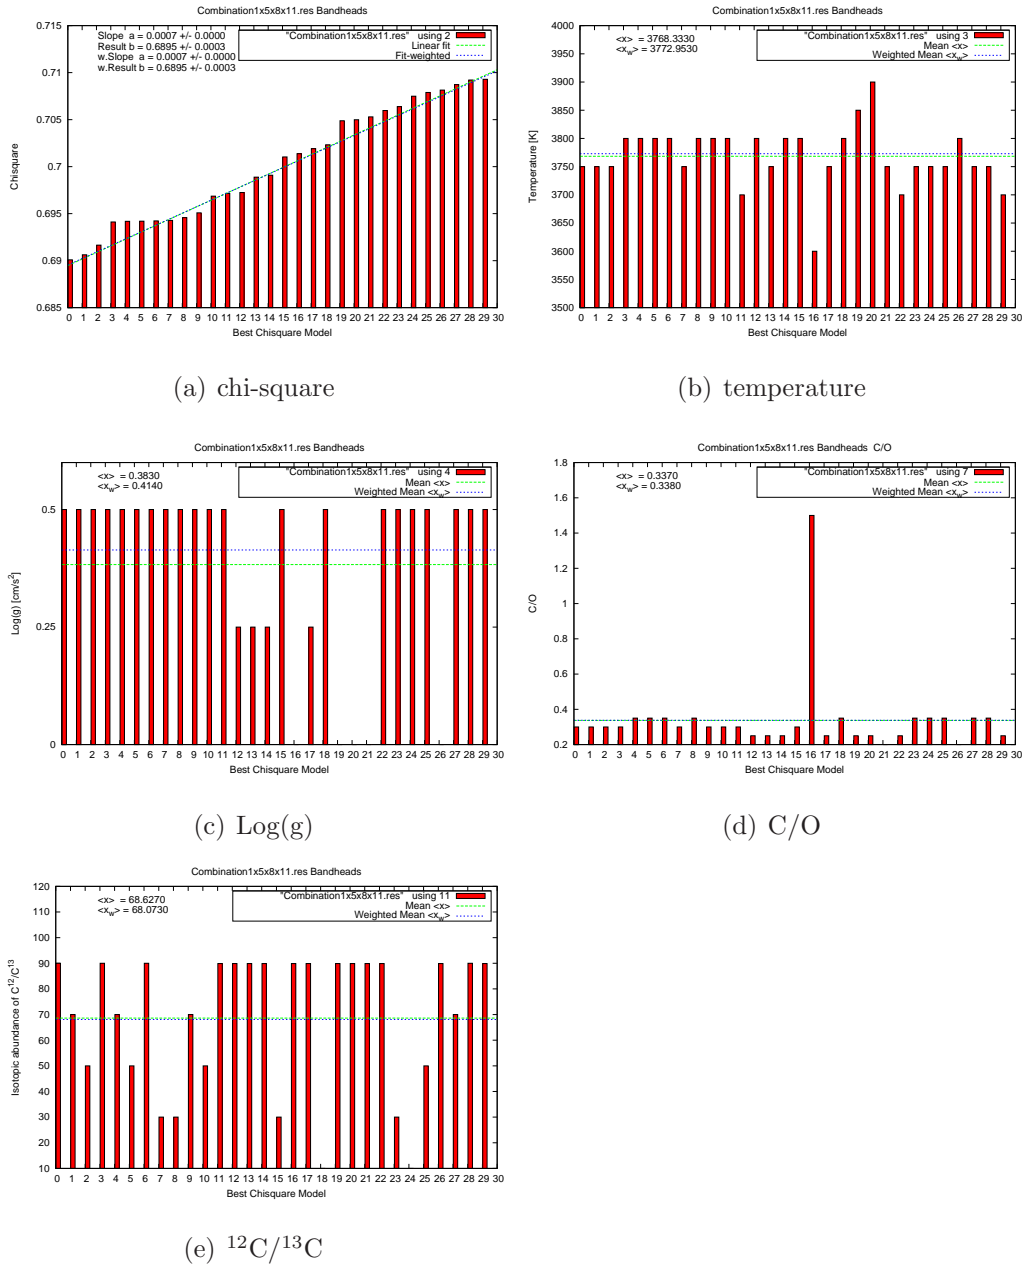 Combination1x5x8x11.res Bandheads
Slope a = 0.0007 +/- 0.0000
Result b = 0.6895 +/- 0.0003
w.Slope a = 0.0007 +/- 0.0000
w.Result b = 0.6895 +/- 0.0003
"Combination1x5x8x11.res" using 2
Linear fit
Fit-weighted
0.715
0.71
0.705
0.7
0.695
0.69
0.685
Chisquare
0 1 2 3 4 5 6 7 8 9 10 11 12 13 14 15 16 17 18 19 20 21 22 23 24 25 26 27 28 29 30
Best Chisquare Model
(a) chi-square
Combination1x5x8x11.res Bandheads
<x> = 3768.3330
<x_w> = 3772.9530
"Combination1x5x8x11.res" using 3
Mean <x>
Weighted Mean <x_w>
4000
3950
3900
3850
3800
3750
3700
3650
3600
3550
3500
Temperature [K]
0 1 2 3 4 5 6 7 8 9 10 11 12 13 14 15 16 17 18 19 20 21 22 23 24 25 26 27 28 29 30
Best Chisquare Model
(b) temperature
Combination1x5x8x11.res Bandheads
<x> = 0.3830
<x_w> = 0.4140
"Combination1x5x8x11.res" using 4
Mean <x>
Weighted Mean <x_w>
0.5
0.25
0
Log(g) [cm/s²]
0 1 2 3 4 5 6 7 8 9 10 11 12 13 14 15 16 17 18 19 20 21 22 23 24 25 26 27 28 29 30
Best Chisquare Model
(c) Log(g)
Combination1x5x8x11.res Bandheads C/O
<x> = 0.3370
<x_w> = 0.3380
"Combination1x5x8x11.res" using 7
Mean <x>
Weighted Mean <x_w>
1.8
1.6
1.4
1.2
1
0.8
0.6
0.4
0.2
C/O
0 1 2 3 4 5 6 7 8 9 10 11 12 13 14 15 16 17 18 19 20 21 22 23 24 25 26 27 28 29 30
Best Chisquare Model
(d) C/O
Combination1x5x8x11.res Bandheads
<x> = 68.6270
<x_w> = 68.0730
"Combination1x5x8x11.res" using 11
Mean <x>
Weighted Mean <x_w>
120
110
100
90
80
70
60
50
40
30
20
10
Isotopic abundance of C¹²/C¹³
0 1 2 3 4 5 6 7 8 9 10 11 12 13 14 15 16 17 18 19 20 21 22 23 24 25 26 27 28 29 30
Best Chisquare Model
(e) ¹²C/¹³C